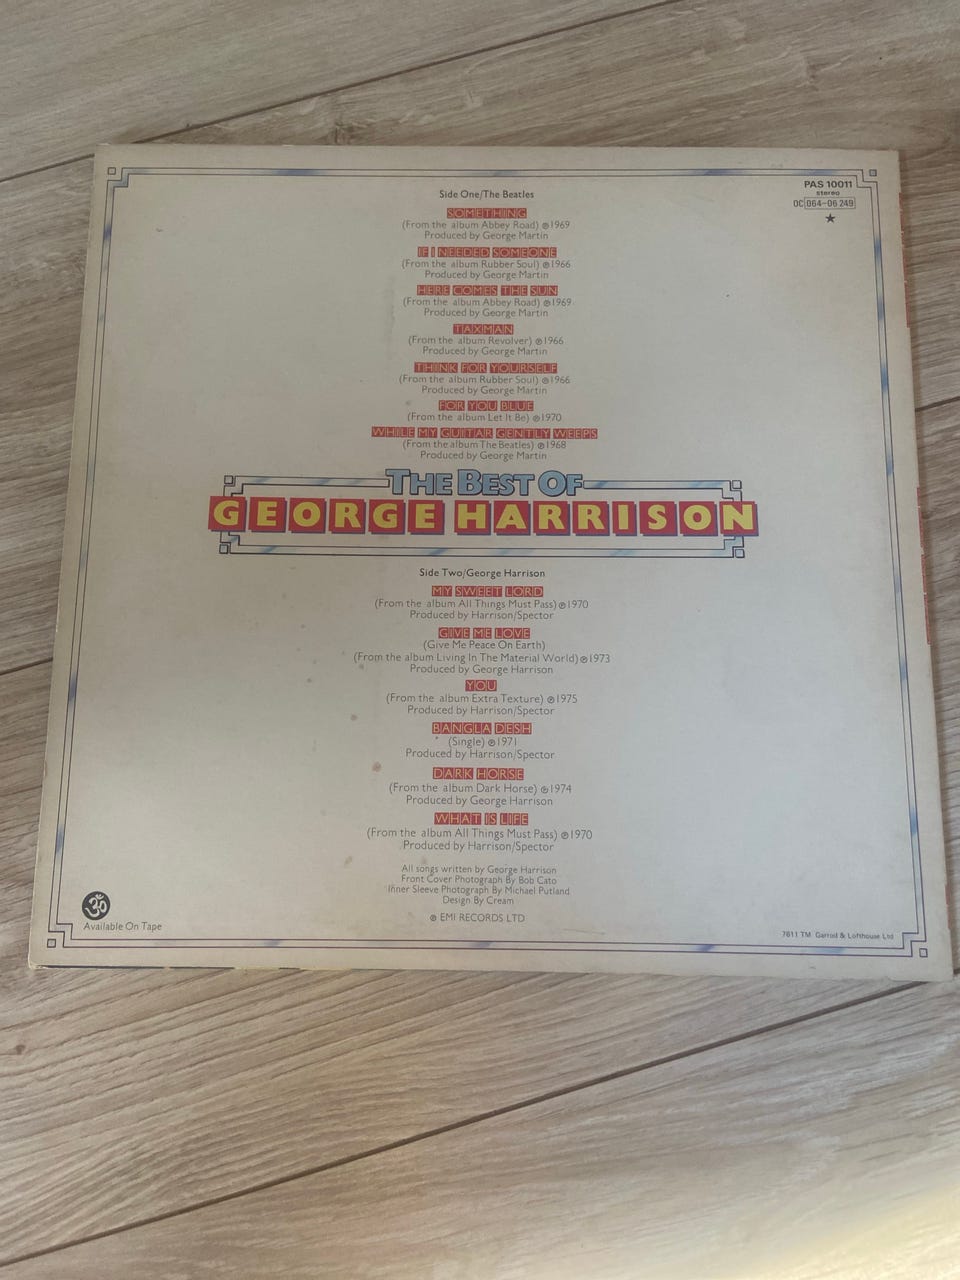 PAS 10011
stereo
OC 064-06 249
Side One/The Beatles
SOMETHING
(From the album Abbey Road) ℗1969
Produced by George Martin
IF I NEEDED SOMEONE
(From the album Rubber Soul) ℗1966
Produced by George Martin
HERE COMES THE SUN
(From the album Abbey Road) ℗1969
Produced by George Martin
TAXMAN
(From the album Revolver) ℗1966
Produced by George Martin
THINK FOR YOURSELF
(From the album Rubber Soul) ℗1966
Produced by George Martin
FOR YOU BLUE
(From the album Let It Be) ℗1970
WHILE MY GUITAR GENTLY WEEPS
(From the album The Beatles) ℗1968
Produced by George Martin
THE BEST OF
GEORGE HARRISON
Side Two/George Harrison
MY SWEET LORD
(From the album All Things Must Pass) ℗1970
Produced by Harrison/Spector
GIVE ME LOVE
(Give Me Peace On Earth)
(From the album Living In The Material World) ℗1973
Produced by George Harrison
YOU
(From the album Extra Texture) ℗1975
Produced by Harrison/Spector
BANGLA DESH
(Single) ℗1971
Produced by Harrison/Spector
DARK HORSE
(From the album Dark Horse) ℗1974
Produced by George Harrison
WHAT IS LIFE
(From the album All Things Must Pass) ℗1970
Produced by Harrison/Spector
All songs written by George Harrison
Front Cover Photograph By Bob Cato
Inner Sleeve Photograph By Michael Putland
Design By Cream
℗ EMI RECORDS LTD
ॐ
Available On Tape
7611 TM Garrod & Lofthouse Ltd